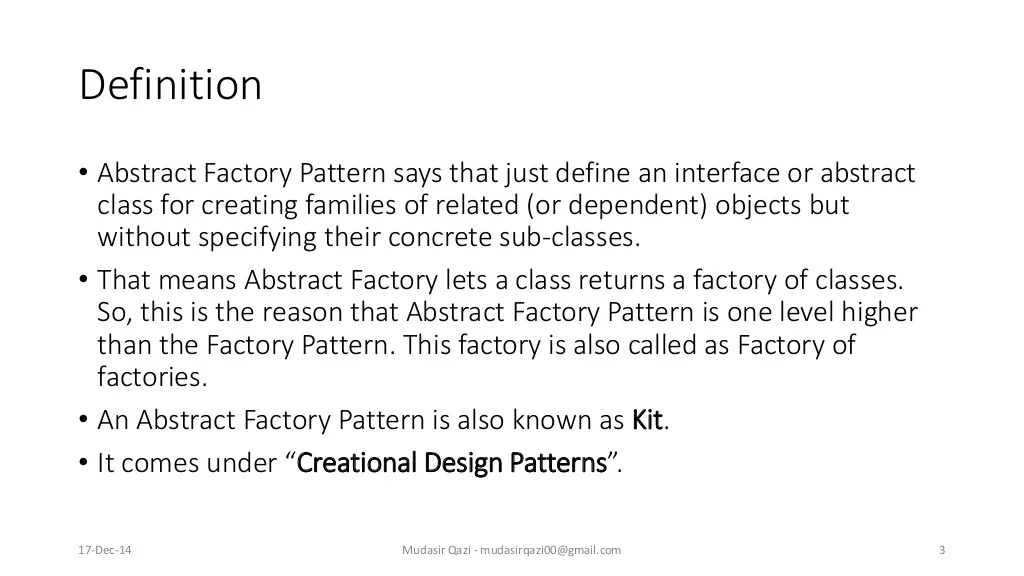 Definition
• Abstract Factory Pattern says that just define an interface or abstract
class for creating families of related (or dependent) objects but
without specifying their concrete sub-classes.
• That means Abstract Factory lets a class returns a factory of classes.
So, this is the reason that Abstract Factory Pattern is one level higher
than the Factory Pattern. This factory is also called as Factory of
factories.
• An Abstract Factory Pattern is also known as Kit.
• It comes under “Creational Design Patterns”.
17-Dec-14
Mudasir Qazi - mudasirqazi00@gmail.com
3